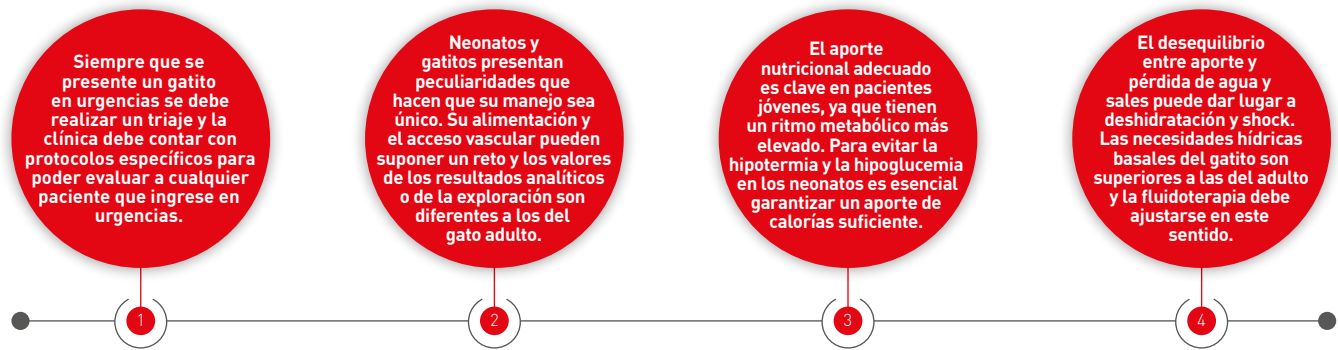 Siempre que se
presente un gatito
en urgencias se debe
realizar un triaje y la
clínica debe contar con
protocolos específicos para
poder evaluar a cualquier
paciente que ingrese en
urgencias.
Neonatos y
gatitos presentan
peculiaridades que
hacen que su manejo sea
único. Su alimentación y
el acceso vascular pueden
suponer un reto y los valores
de los resultados analíticos
o de la exploración son
diferentes a los del
gato adulto.
El aporte
nutricional adecuado
es clave en pacientes
jóvenes, ya que tienen
un ritmo metabólico más
elevado. Para evitar la
hipotermia y la hipoglucemia
en los neonatos es esencial
garantizar un aporte de
calorías suficiente.
El desequilibrio
entre aporte y
pérdida de agua y
sales puede dar lugar a
deshidratación y shock.
Las necesidades hídricas
basales del gatito son
superiores a las del adulto
y la fluidoterapia debe
ajustarse en este
sentido.
1
2
3
4